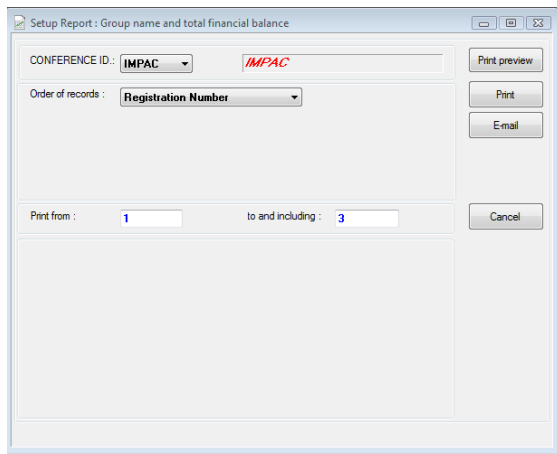 Setup Report : Group name and total financial balance
CONFERENCE ID.: IMPAC IMPAC Print preview
Order of records : Registration Number Print
E-mail
Print from : 1 to and including : 3 Cancel